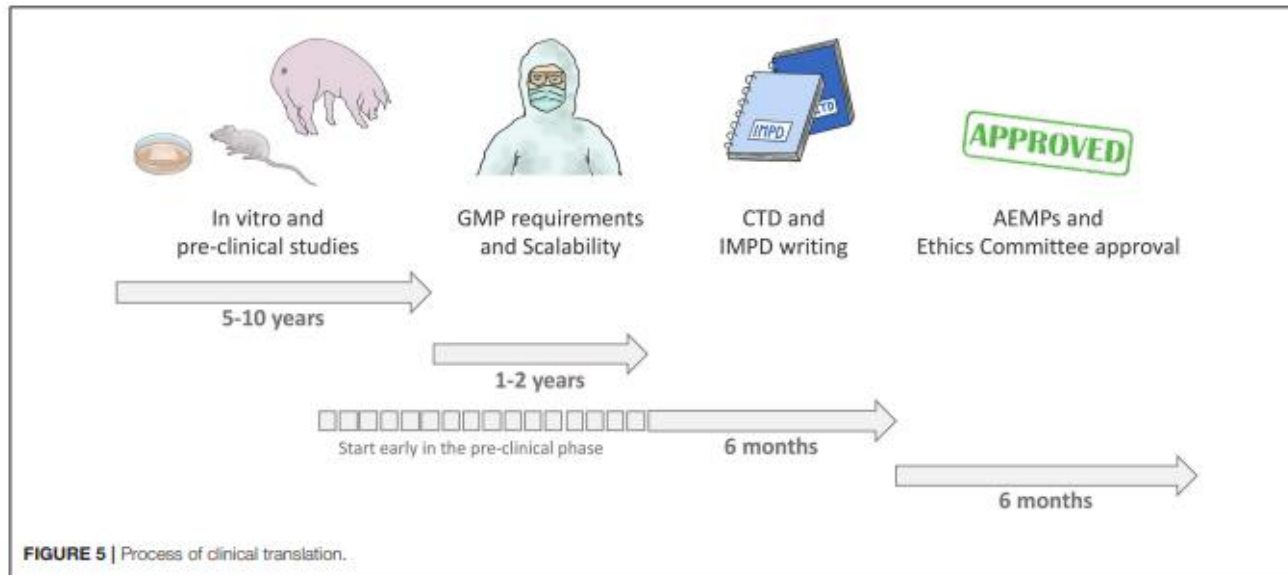 IMPD
CTD
APPROVED
In vitro and
pre-clinical studies
GMP requirements
and Scalability
CTD and
IMPD writing
AEMPs and
Ethics Committee approval
5-10 years
1-2 years
Start early in the pre-clinical phase
6 months
6 months
FIGURE 5 | Process of clinical translation.